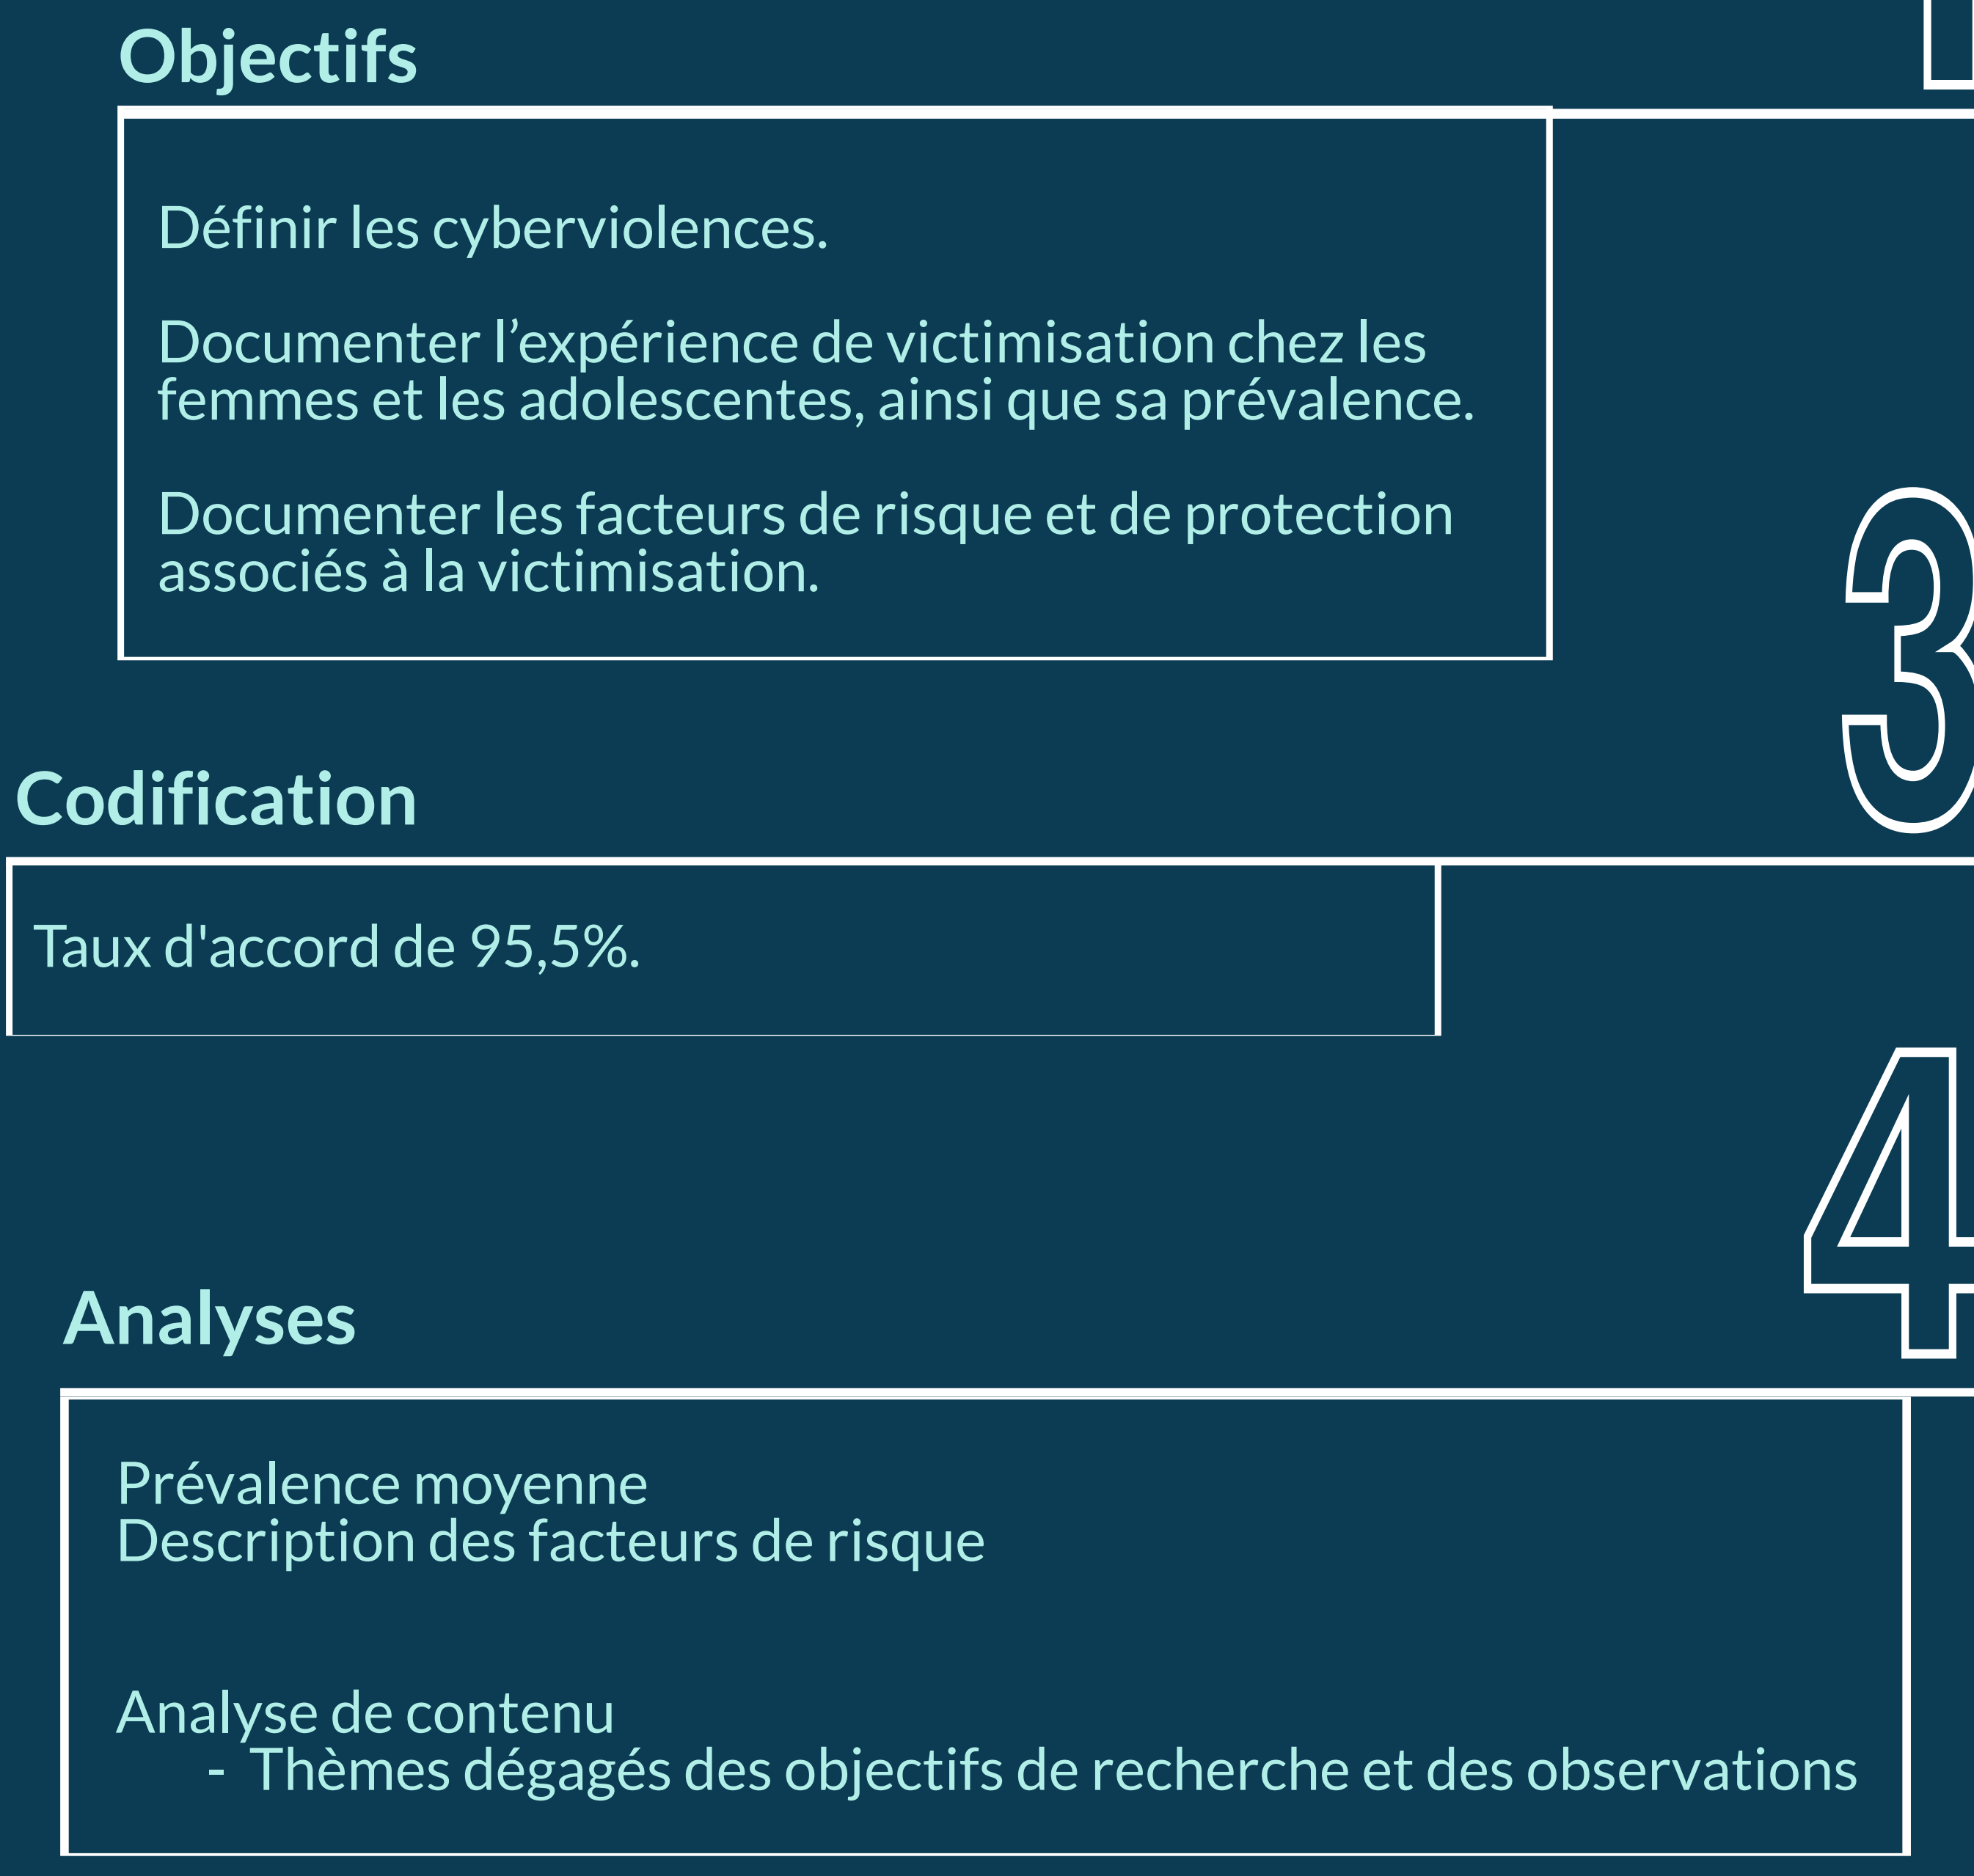 Objectifs
Définir les cyberviolences.
Documenter l’expérience de victimisation chez les
femmes et les adolescentes, ainsi que sa prévalence.
Documenter les facteurs de risque et de protection
associés à la victimisation.
3
Codification
Taux d'accord de 95,5%.
4
Analyses
Prévalence moyenne
Description des facteurs de risque
Analyse de contenu
- Thèmes dégagés des objectifs de recherche et des observations